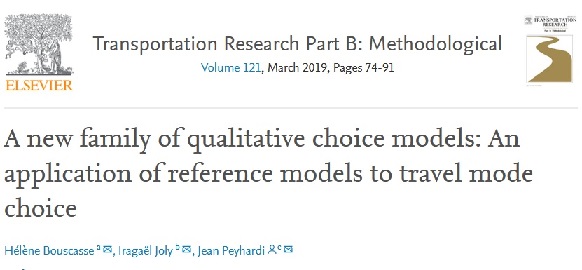 Transportation Research Part B: Methodological
Volume 121, March 2019, Pages 74-91
ELSEVIER
A new family of qualitative choice models: An
application of reference models to travel mode
choice
Hélène Bouscasse a, Iragaël Joly b, Jean Peyhardi c